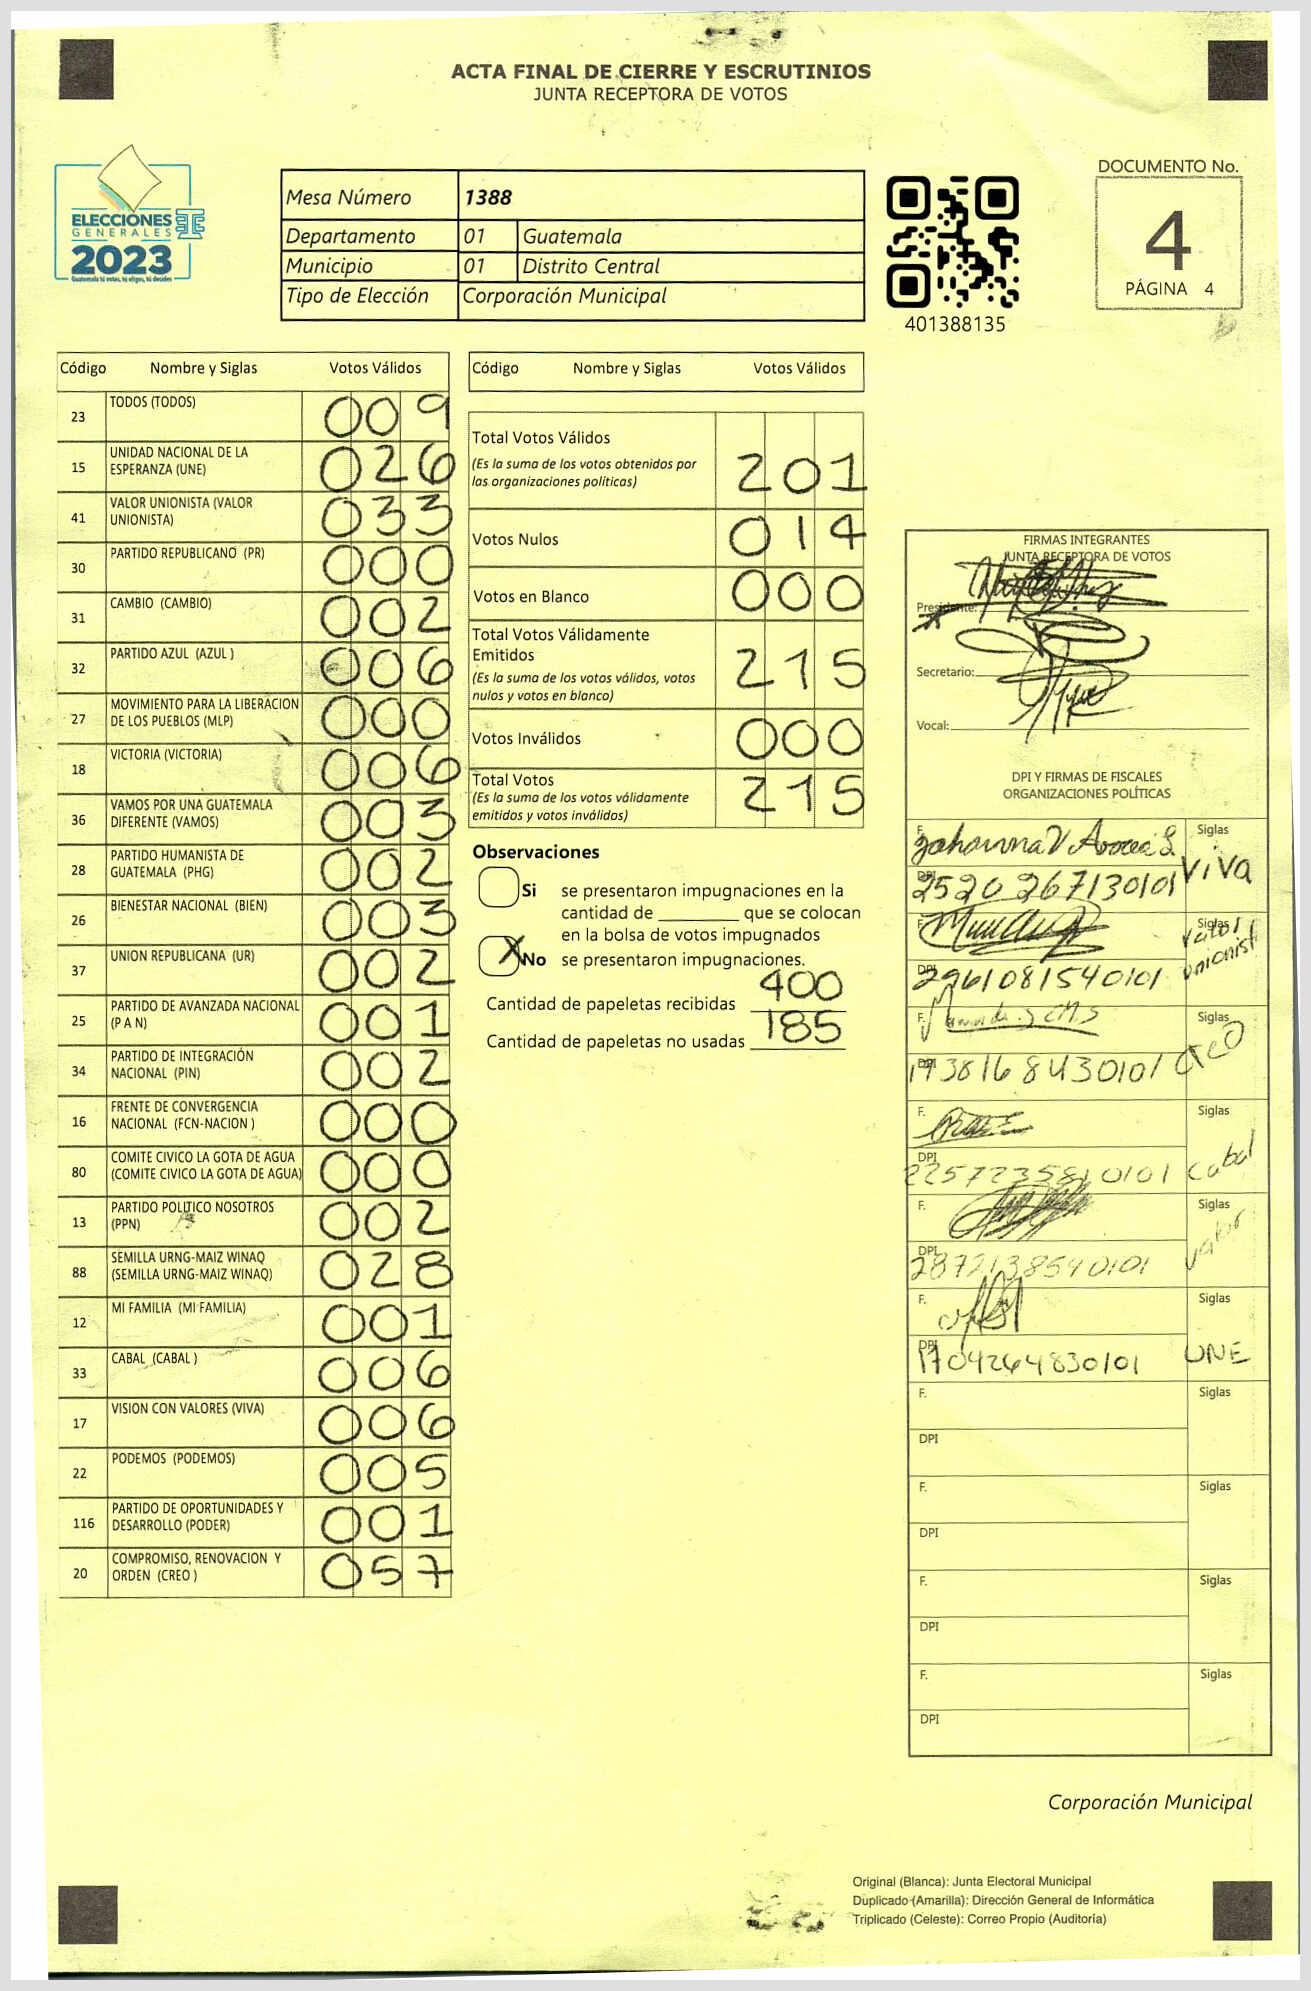 ACTA FINAL DE CIERRE Y ESCRUTINIOS
JUNTA RECEPTORA DE VOTOS
ELECCIONES
GENERALES
2023
Guatemala tú votas, tú eliges, tú decides
Mesa Número 1388
Departamento 01 Guatemala
Municipio 01 Distrito Central
Tipo de Elección Corporación Municipal
401388135
DOCUMENTO No.
4
PÁGINA 4
Código Nombre y Siglas Votos Válidos
23 TODOS (TODOS) 009
15 UNIDAD NACIONAL DE LA ESPERANZA (UNE) 026
41 VALOR UNIONISTA (VALOR UNIONISTA) 033
30 PARTIDO REPUBLICANO (PR) 000
31 CAMBIO (CAMBIO) 002
32 PARTIDO AZUL (AZUL ) 006
27 MOVIMIENTO PARA LA LIBERACION DE LOS PUEBLOS (MLP) 000
18 VICTORIA (VICTORIA) 006
36 VAMOS POR UNA GUATEMALA DIFERENTE (VAMOS) 003
28 PARTIDO HUMANISTA DE GUATEMALA (PHG) 002
26 BIENESTAR NACIONAL (BIEN) 003
37 UNION REPUBLICANA (UR) 002
25 PARTIDO DE AVANZADA NACIONAL (P A N) 001
34 PARTIDO DE INTEGRACIÓN NACIONAL (PIN) 002
16 FRENTE DE CONVERGENCIA NACIONAL (FCN-NACION ) 000
80 COMITE CIVICO LA GOTA DE AGUA (COMITE CIVICO LA GOTA DE AGUA) 000
13 PARTIDO POLITICO NOSOTROS (PPN) 002
88 SEMILLA URNG-MAIZ WINAQ (SEMILLA URNG-MAIZ WINAQ) 028
12 MI FAMILIA (MI FAMILIA) 001
33 CABAL (CABAL ) 006
17 VISION CON VALORES (VIVA) 006
22 PODEMOS (PODEMOS) 005
116 PARTIDO DE OPORTUNIDADES Y DESARROLLO (PODER) 001
20 COMPROMISO, RENOVACION Y ORDEN (CREO ) 057
Código Nombre y Siglas Votos Válidos
Total Votos Válidos
(Es la suma de los votos obtenidos por
las organizaciones politicas) 201
Votos Nulos 014
Votos en Blanco 000
Total Votos Válidamente
Emitidos 215
(Es la suma de los votos válidos, votos
nulos y votos en blanco)
Votos Inválidos 000
Total Votos 215
(Es la suma de los votos válidamente
emitidos y votos inválidos)
Observaciones
Si se presentaron impugnaciones en la
cantidad de ________ que se colocan
en la bolsa de votos impugnados
X No se presentaron impugnaciones.
Cantidad de papeletas recibidas 400
Cantidad de papeletas no usadas 185
FIRMAS INTEGRANTES
JUNTA RECEPTORA DE VOTOS
Presidente:
Secretario:
Vocal:
DPI Y FIRMAS DE FISCALES
ORGANIZACIONES POLÍTICAS
F. Siglas
DPI 2520 26713 0101 VIVA
F. Siglas
DPI 2961081540101 Valor unionist
F. Siglas
DPI 1938168430101
F. Siglas
DPI 2257235810101 Cabal
F. Siglas
DPI 2872138540101 valor
F. Siglas
DPI 1704264830101 UNE
F. Siglas
DPI
F. Siglas
DPI
F. Siglas
DPI
F. Siglas
DPI
Corporación Municipal
Original (Blanca): Junta Electoral Municipal
Duplicado (Amarilla): Dirección General de Informática
Triplicado (Celeste): Correo Propio (Auditoría)